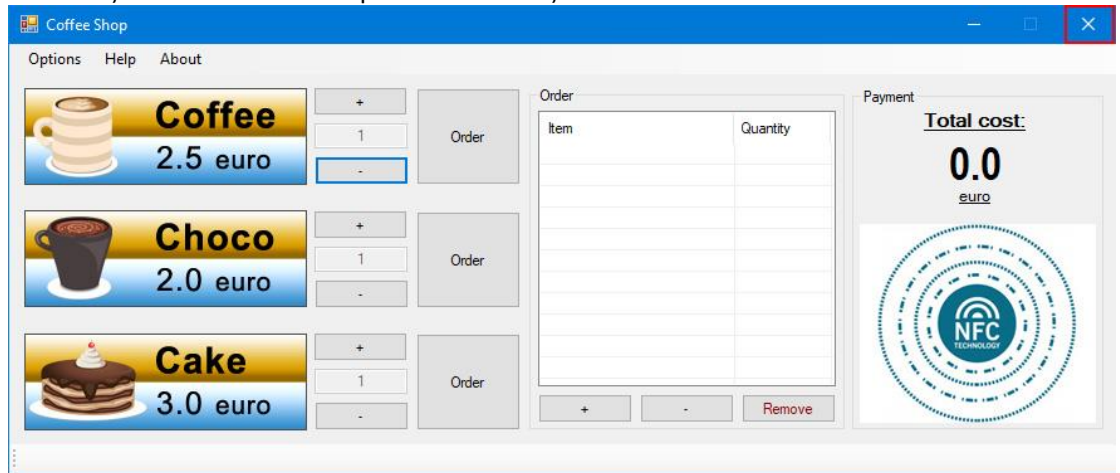 Coffee Shop
Options Help About
Coffee
2.5 euro
+
1
-
Order
Choco
2.0 euro
+
1
-
Order
Cake
3.0 euro
+
1
-
Order
Order
Item Quantity
+ - Remove
Payment
Total cost:
0.0
euro
NFC
TECHNOLOGY